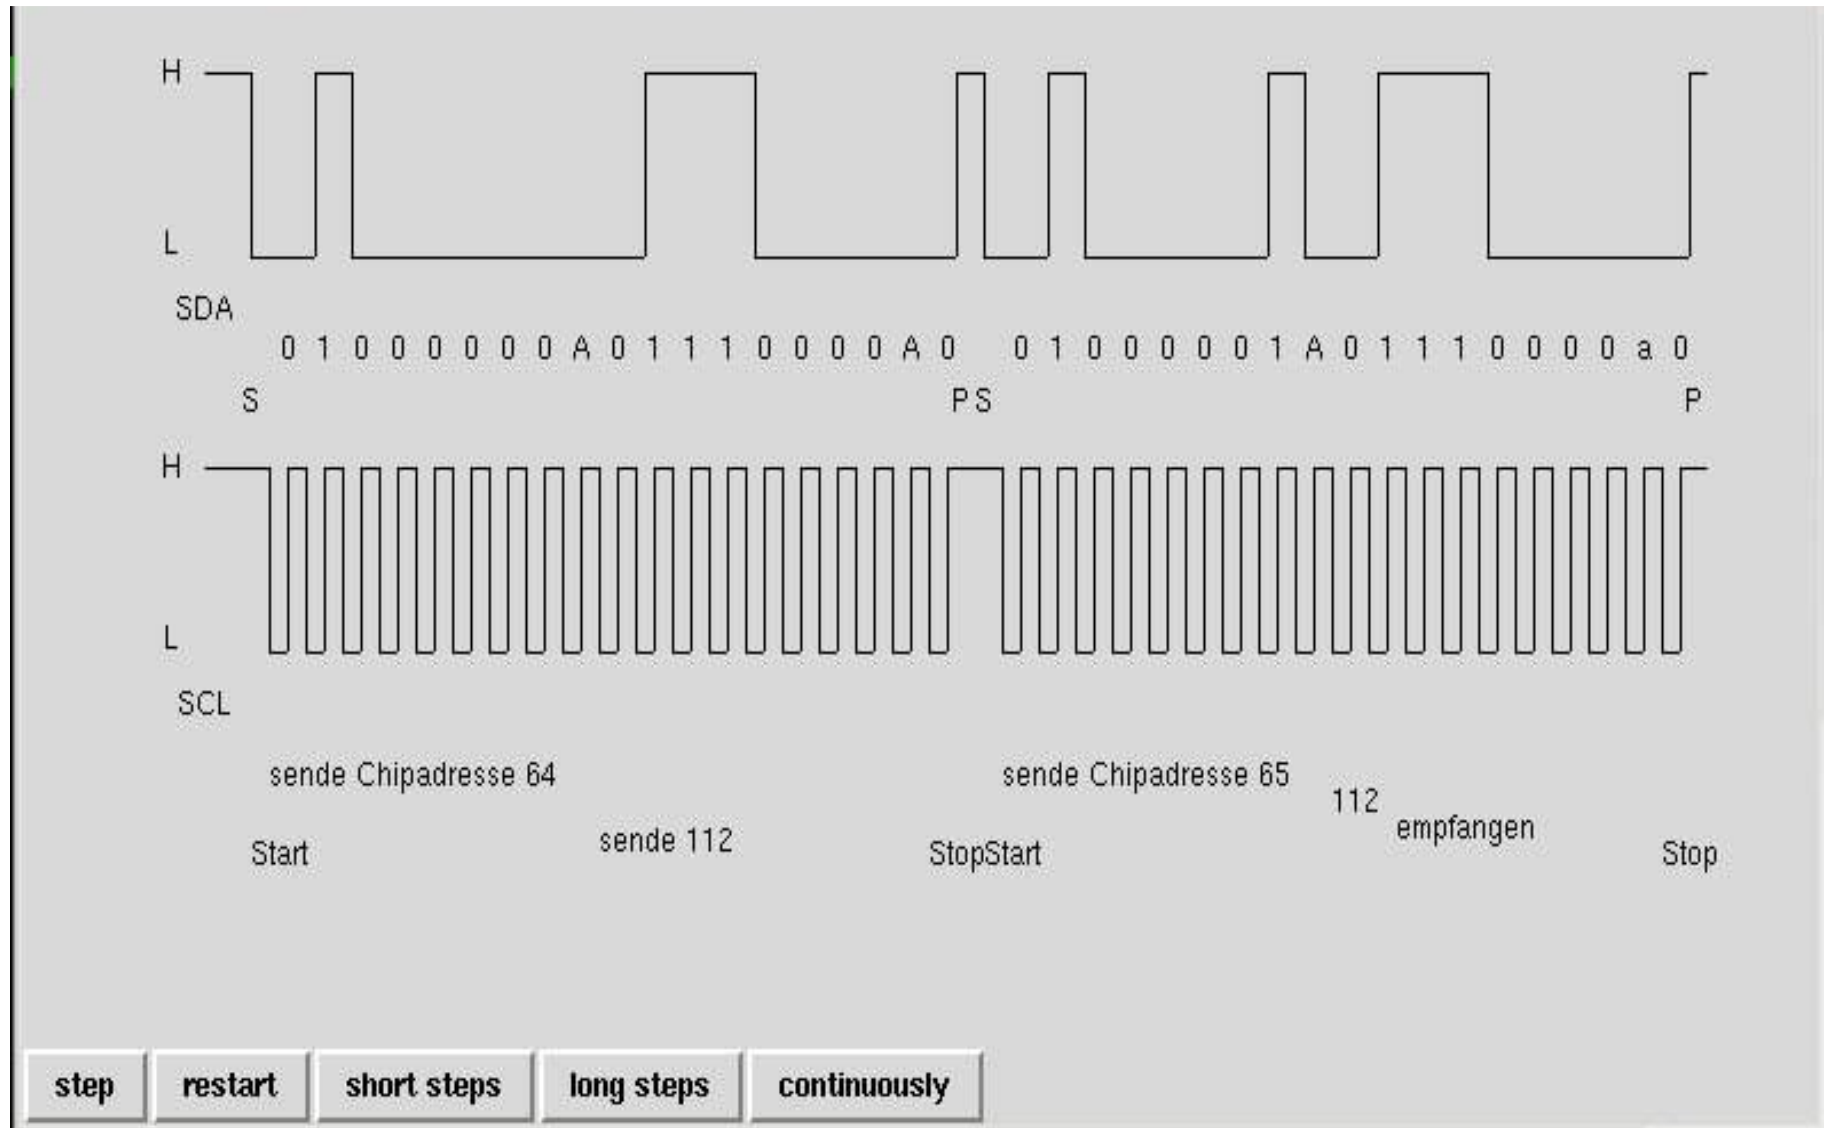 H
L
SDA
0 1 0 0 0 0 0 0 A 0 1 1 1 0 0 0 0 A 0 0 1 0 0 0 0 0 1 A 0 1 1 1 0 0 0 0 a 0
S P S P
H
L
SCL
sende Chipadresse 64 sende Chipadresse 65
112
empfangen
sende 112
Start StopStart Stop
step restart short steps long steps continuously